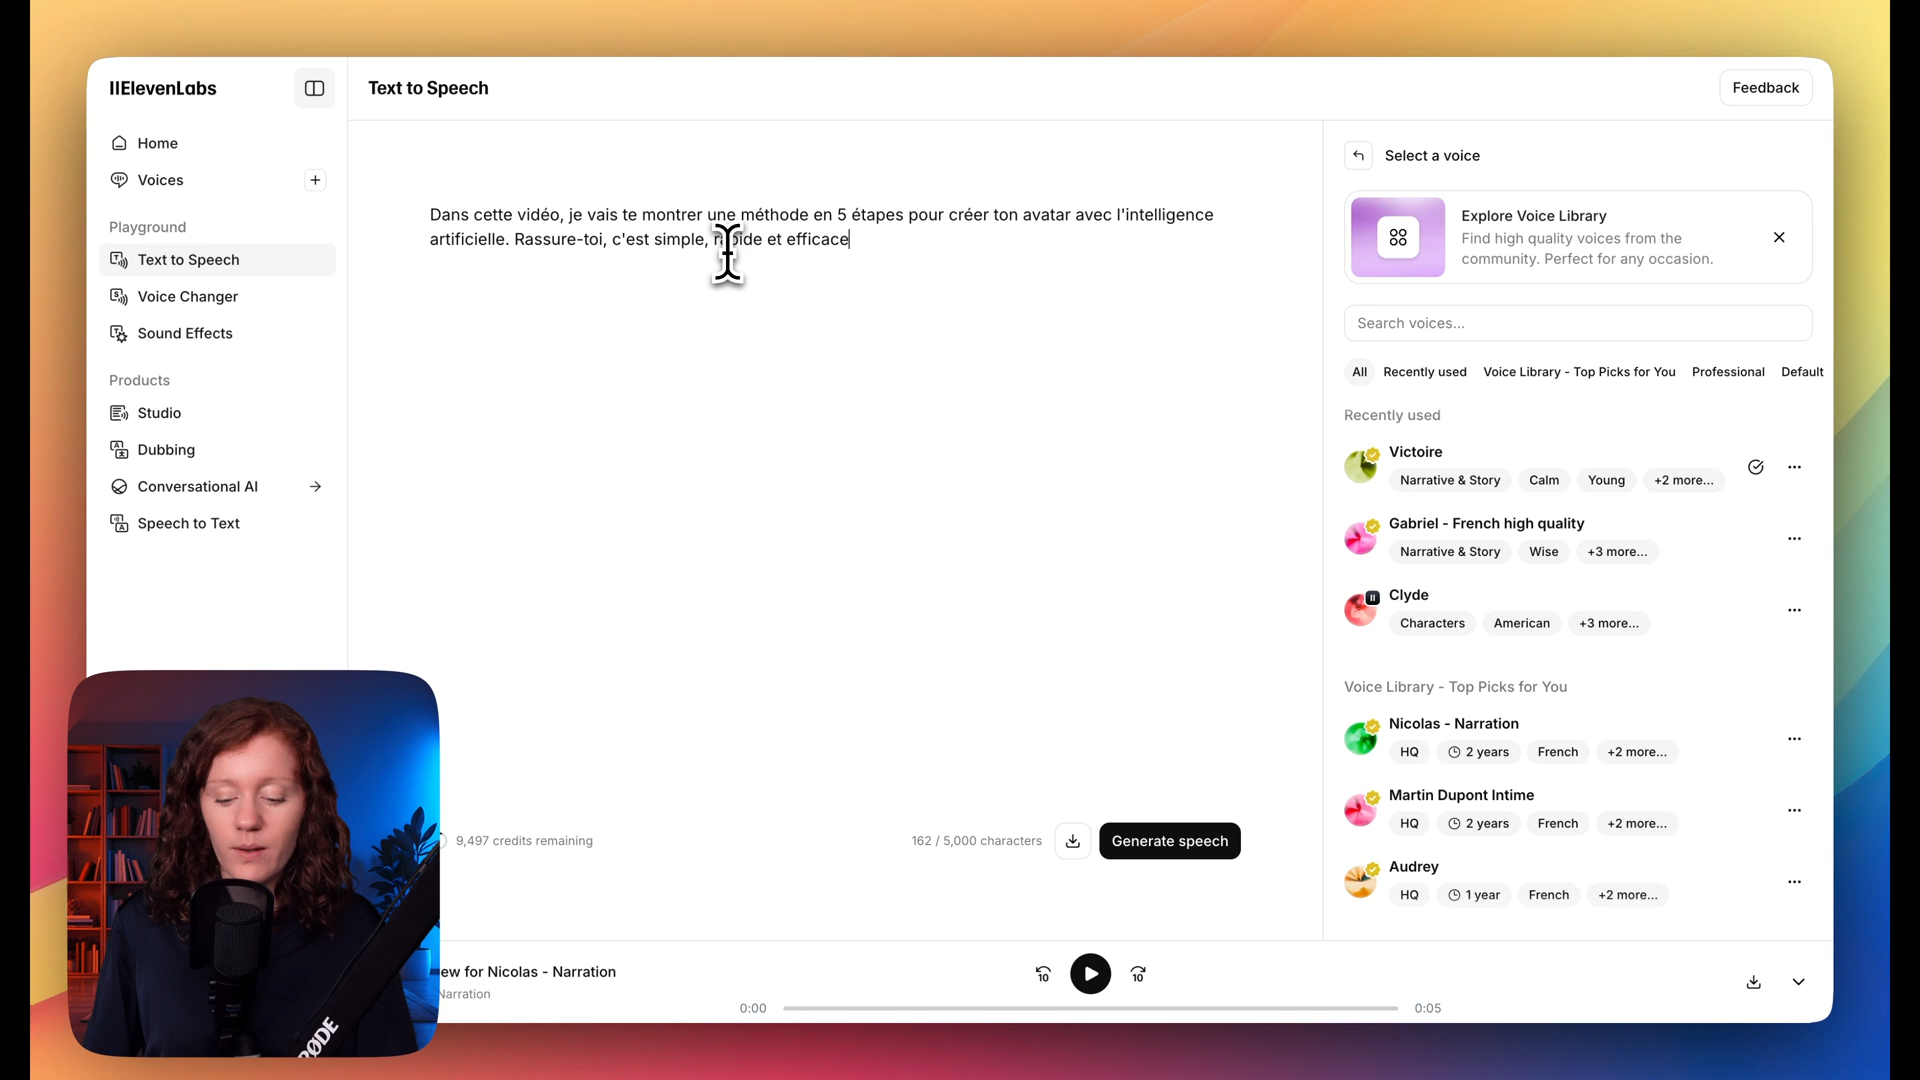 IIElevenLabs
Text to Speech
Feedback
Home
Voices
Playground
Text to Speech
Voice Changer
Sound Effects
Products
Studio
Dubbing
Conversational AI
Speech to Text
Dans cette vidéo, je vais te montrer une méthode en 5 étapes pour créer ton avatar avec l'intelligence
artificielle. Rassure-toi, c'est simple, rapide et efficace
9,497 credits remaining
162 / 5,000 characters
Generate speech
Select a voice
Explore Voice Library
Find high quality voices from the
community. Perfect for any occasion.
Search voices...
All Recently used Voice Library - Top Picks for You Professional Default
Recently used
Victoire
Narrative & Story Calm Young +2 more...
Gabriel - French high quality
Narrative & Story Wise +3 more...
Clyde
Characters American +3 more...
Voice Library - Top Picks for You
Nicolas - Narration
HQ 2 years French +2 more...
Martin Dupont Intime
HQ 2 years French +2 more...
Audrey
HQ 1 year French +2 more...
ew for Nicolas - Narration
Narration
10
10
0:00
0:05
RØDE